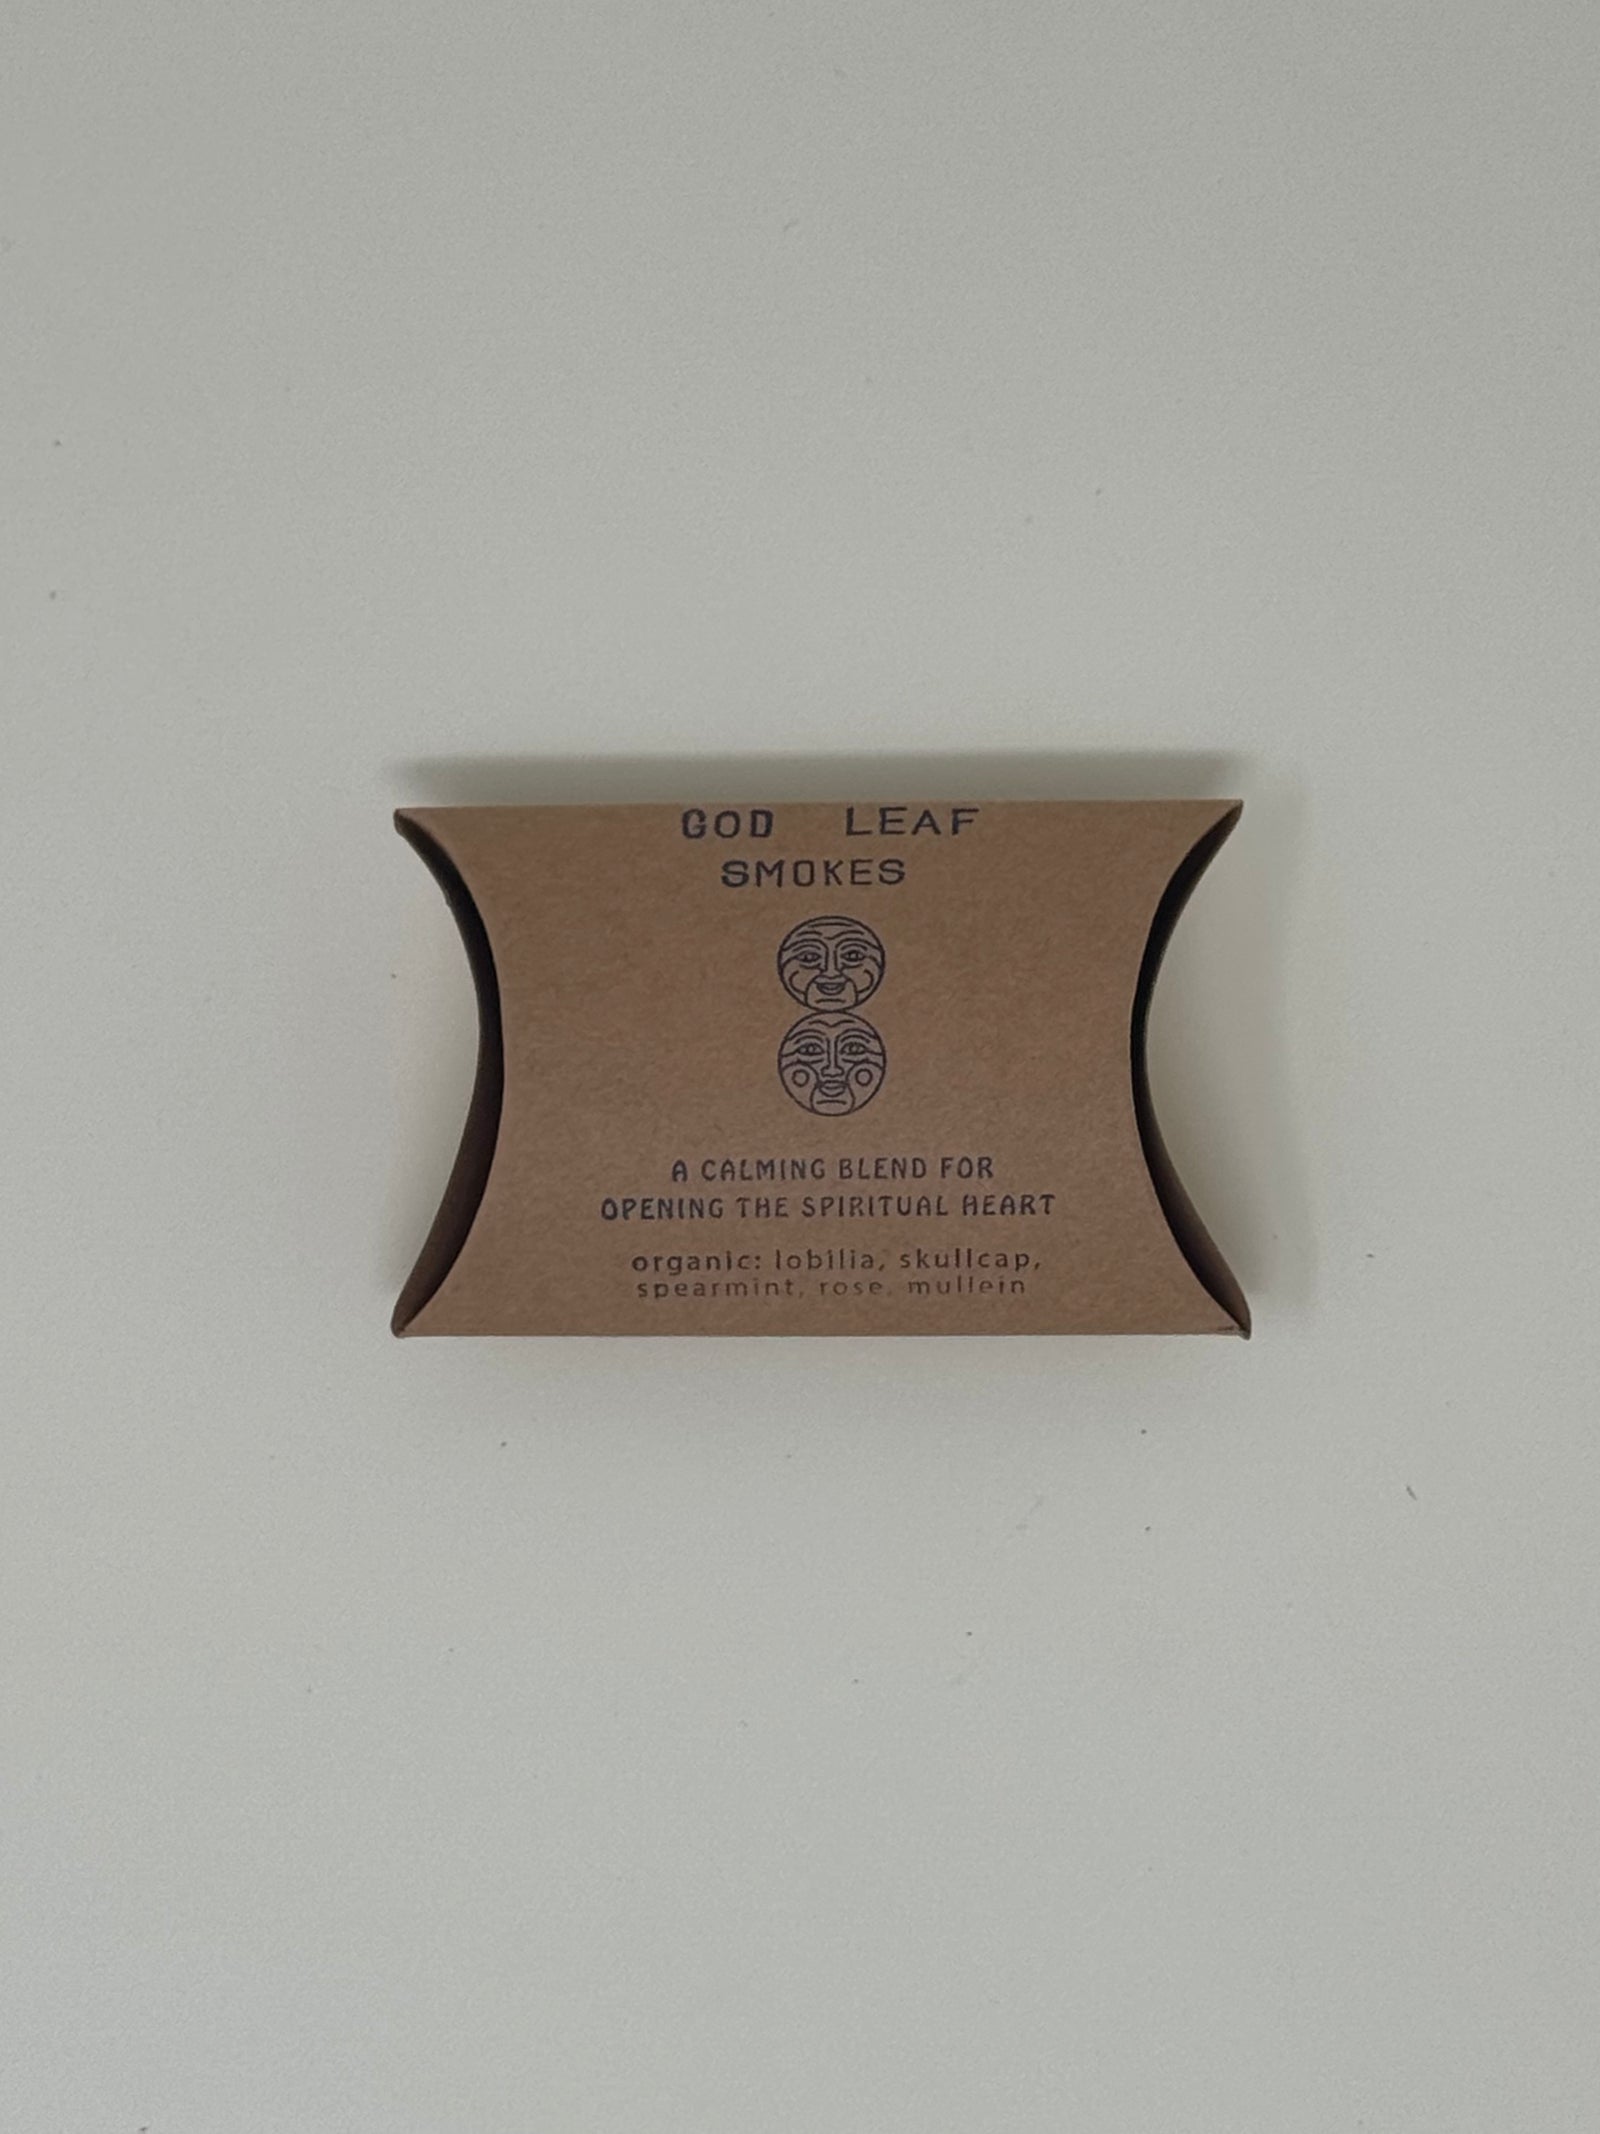 GOD LEAF
SMOKES
A CALMING BLEND FOR
OPENING THE SPIRITUAL HEART
organic: lobilia, skullcap,
spearmint, rose, mullein